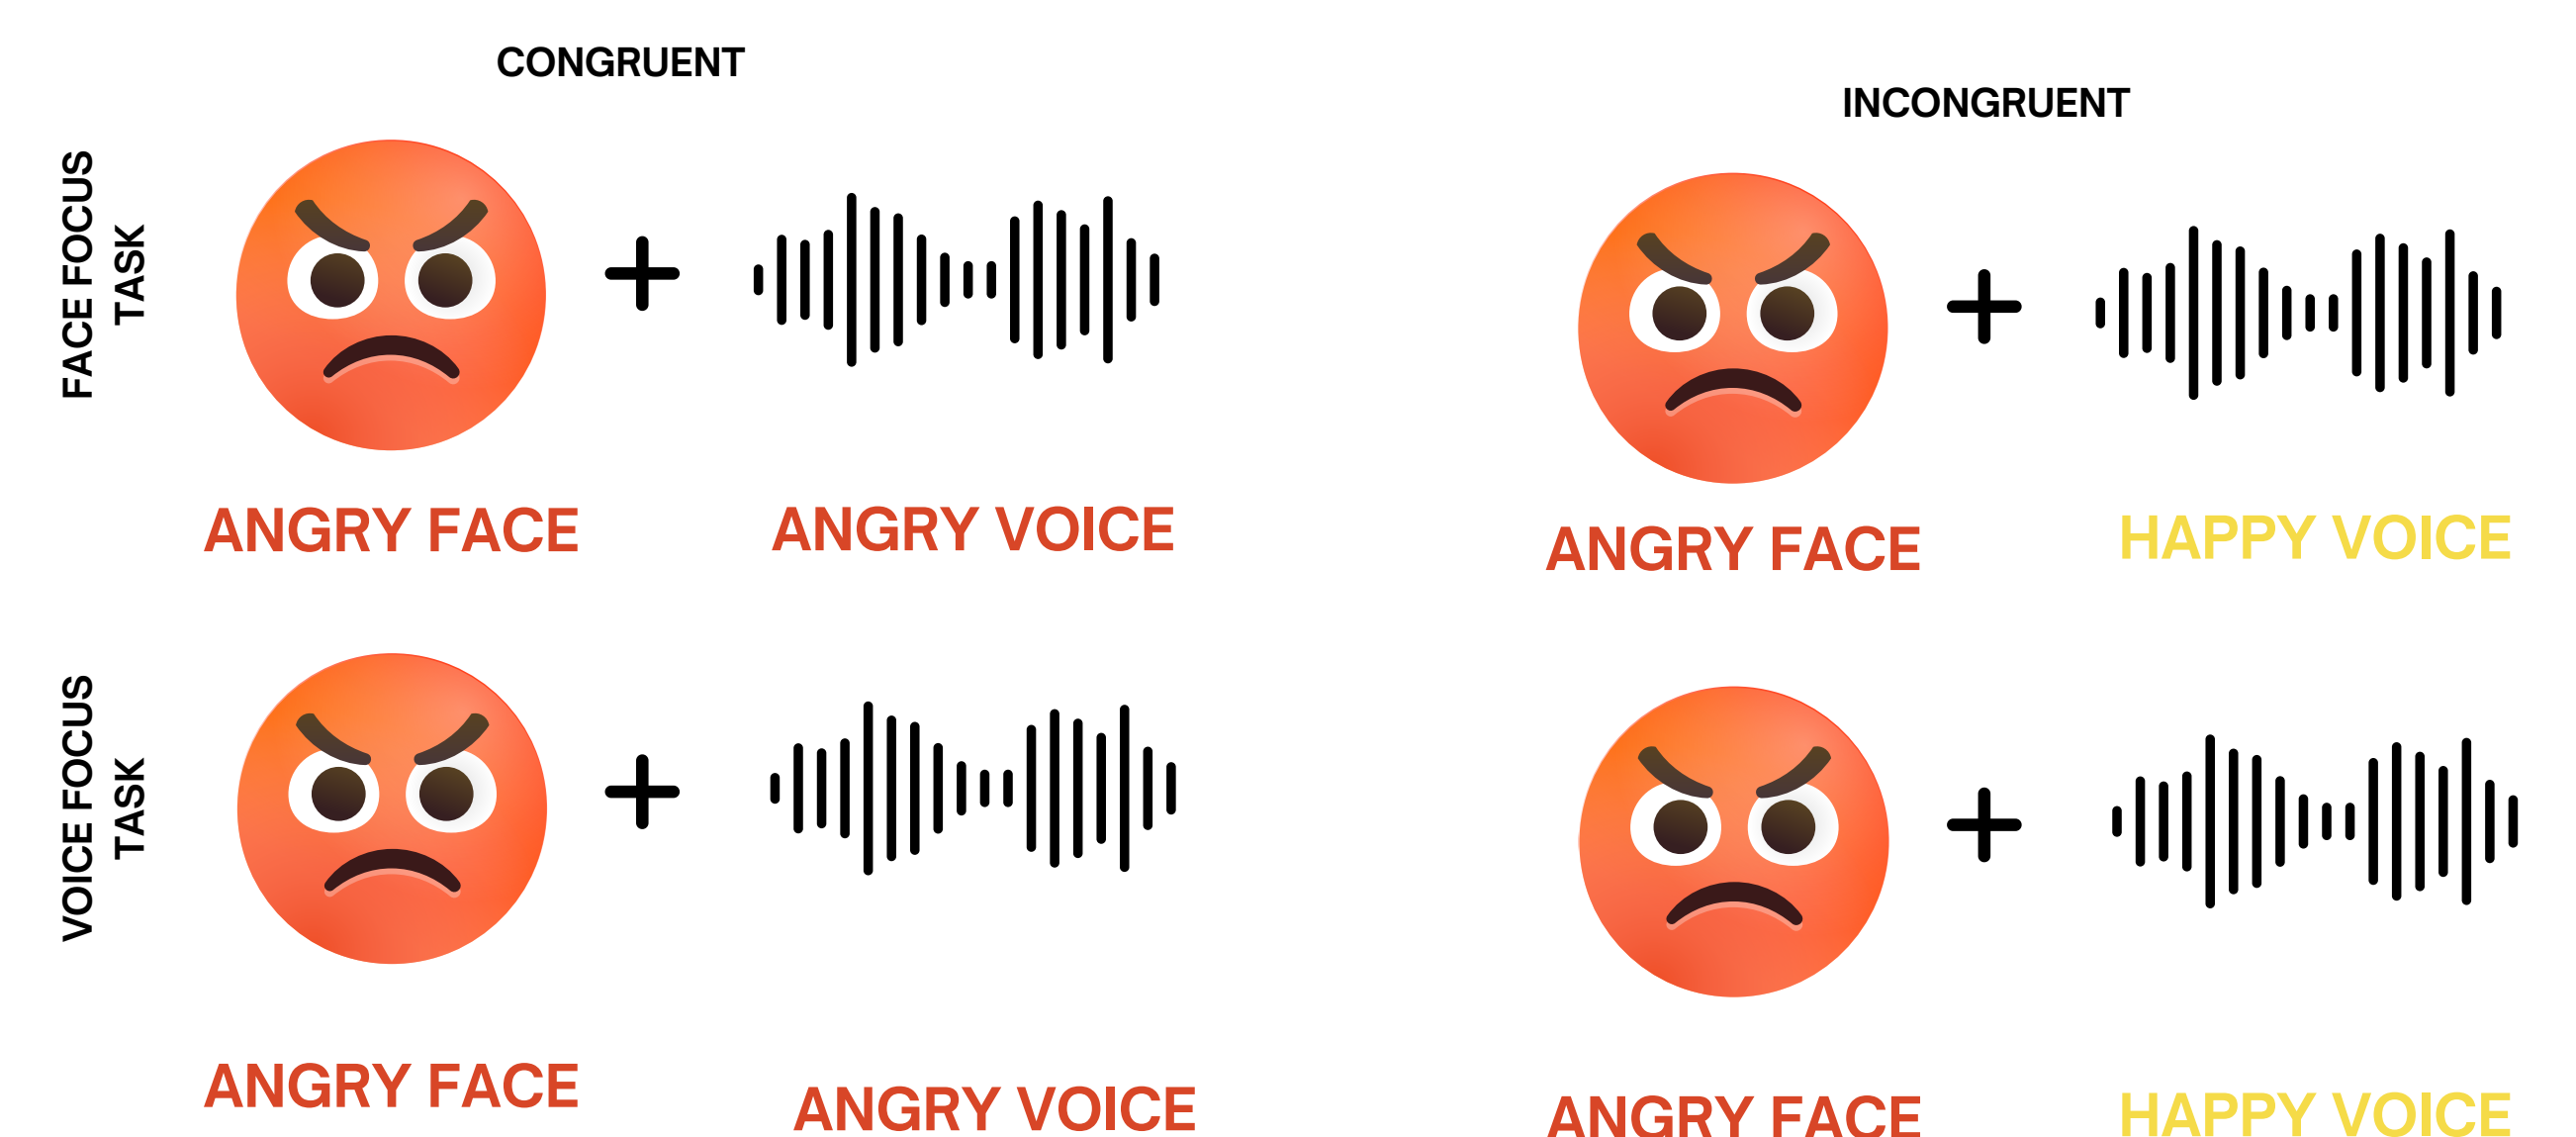 CONGRUENT
INCONGRUENT
FACE FOCUS
TASK
ANGRY FACE
ANGRY VOICE
ANGRY FACE
HAPPY VOICE
VOICE FOCUS
TASK
ANGRY FACE
ANGRY VOICE
ANGRY FACE
HAPPY VOICE